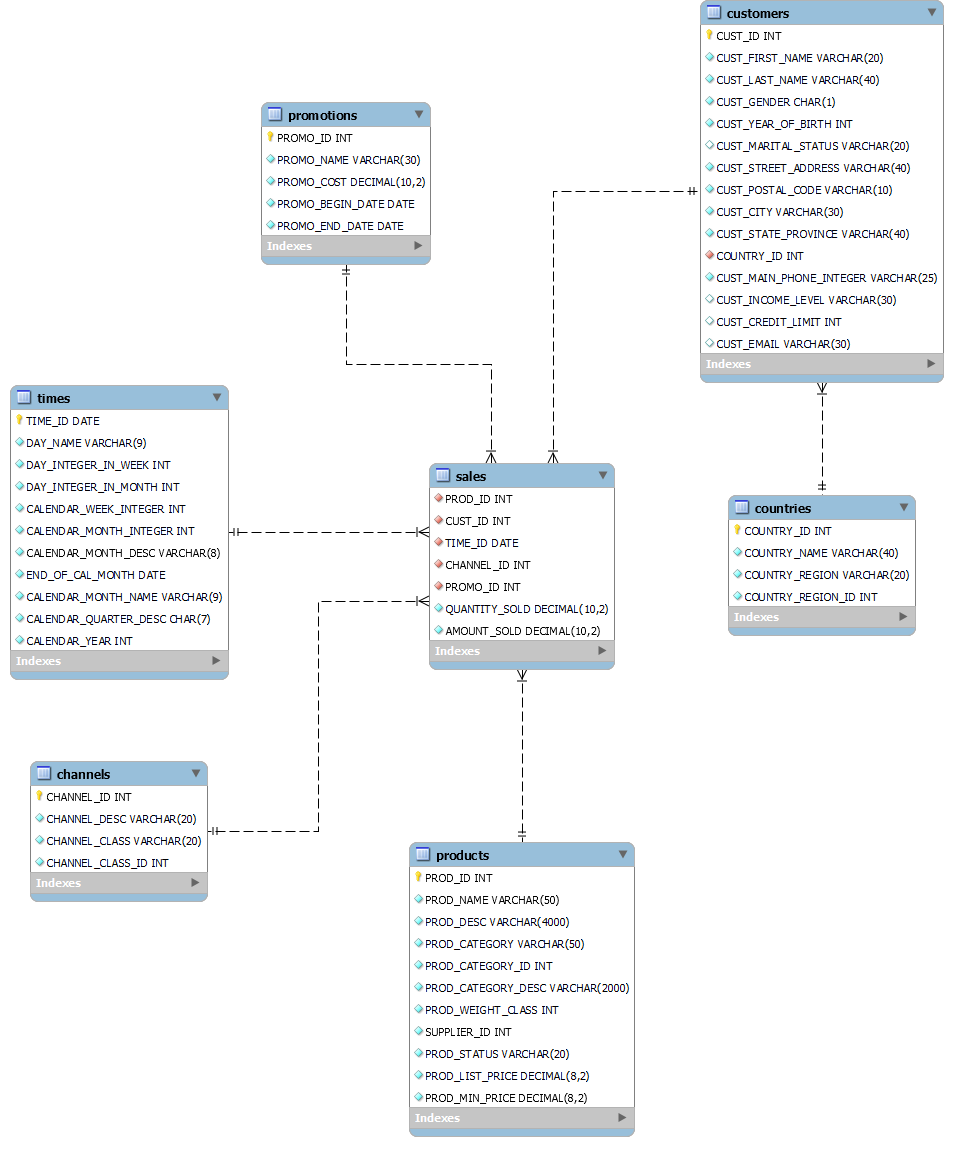 customers
CUST_ID INT
CUST_FIRST_NAME VARCHAR(20)
CUST_LAST_NAME VARCHAR(40)
CUST_GENDER CHAR(1)
CUST_YEAR_OF_BIRTH INT
CUST_MARITAL_STATUS VARCHAR(20)
CUST_STREET_ADDRESS VARCHAR(40)
CUST_POSTAL_CODE VARCHAR(10)
CUST_CITY VARCHAR(30)
CUST_STATE_PROVINCE VARCHAR(40)
COUNTRY_ID INT
CUST_MAIN_PHONE_INTEGER VARCHAR(25)
CUST_INCOME_LEVEL VARCHAR(30)
CUST_CREDIT_LIMIT INT
CUST_EMAIL VARCHAR(30)
Indexes
promotions
PROMO_ID INT
PROMO_NAME VARCHAR(30)
PROMO_COST DECIMAL(10,2)
PROMO_BEGIN_DATE DATE
PROMO_END_DATE DATE
Indexes
times
TIME_ID DATE
DAY_NAME VARCHAR(9)
DAY_INTEGER_IN_WEEK INT
DAY_INTEGER_IN_MONTH INT
CALENDAR_WEEK_INTEGER INT
CALENDAR_MONTH_INTEGER INT
CALENDAR_MONTH_DESC VARCHAR(8)
END_OF_CAL_MONTH DATE
CALENDAR_MONTH_NAME VARCHAR(9)
CALENDAR_QUARTER_DESC CHAR(7)
CALENDAR_YEAR INT
Indexes
sales
PROD_ID INT
CUST_ID INT
TIME_ID DATE
CHANNEL_ID INT
PROMO_ID INT
QUANTITY_SOLD DECIMAL(10,2)
AMOUNT_SOLD DECIMAL(10,2)
Indexes
countries
COUNTRY_ID INT
COUNTRY_NAME VARCHAR(40)
COUNTRY_REGION VARCHAR(20)
COUNTRY_REGION_ID INT
Indexes
channels
CHANNEL_ID INT
CHANNEL_DESC VARCHAR(20)
CHANNEL_CLASS VARCHAR(20)
CHANNEL_CLASS_ID INT
Indexes
products
PROD_ID INT
PROD_NAME VARCHAR(50)
PROD_DESC VARCHAR(4000)
PROD_CATEGORY VARCHAR(50)
PROD_CATEGORY_ID INT
PROD_CATEGORY_DESC VARCHAR(2000)
PROD_WEIGHT_CLASS INT
SUPPLIER_ID INT
PROD_STATUS VARCHAR(20)
PROD_LIST_PRICE DECIMAL(8,2)
PROD_MIN_PRICE DECIMAL(8,2)
Indexes